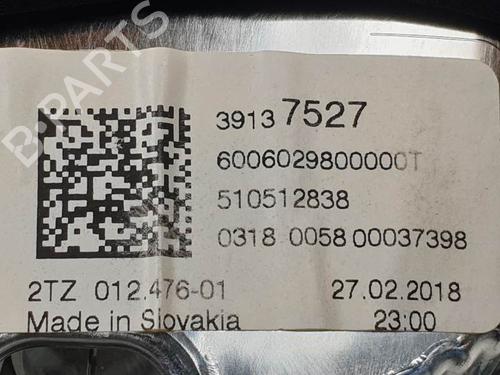 3913 7527
6006029800000T
510512838
0318 0058 00037398
2TZ 012.476-01 27.02.2018
Made in Slovakia 23:00
B-PARTS